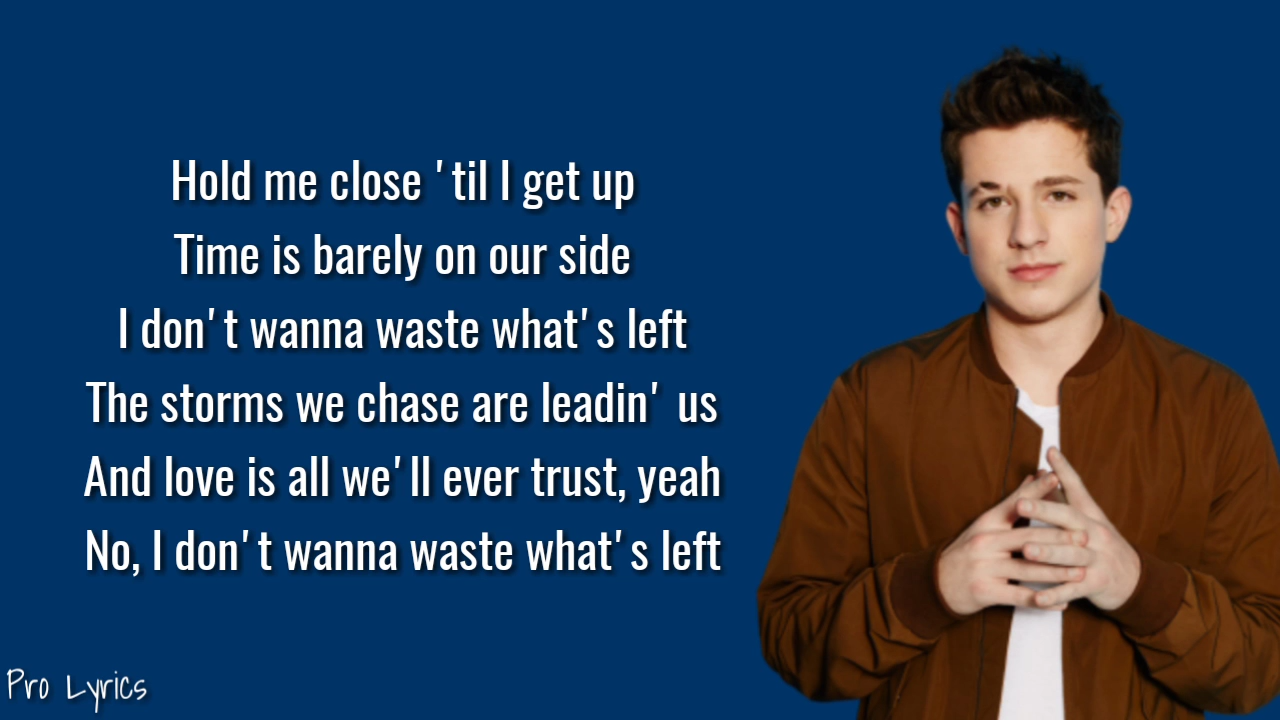 Hold me close 'til I get up
Time is barely on our side
I don't wanna waste what's left
The storms we chase are leadin' us
And love is all we'll ever trust, yeah
No, I don't wanna waste what's left
Pro Lyrics